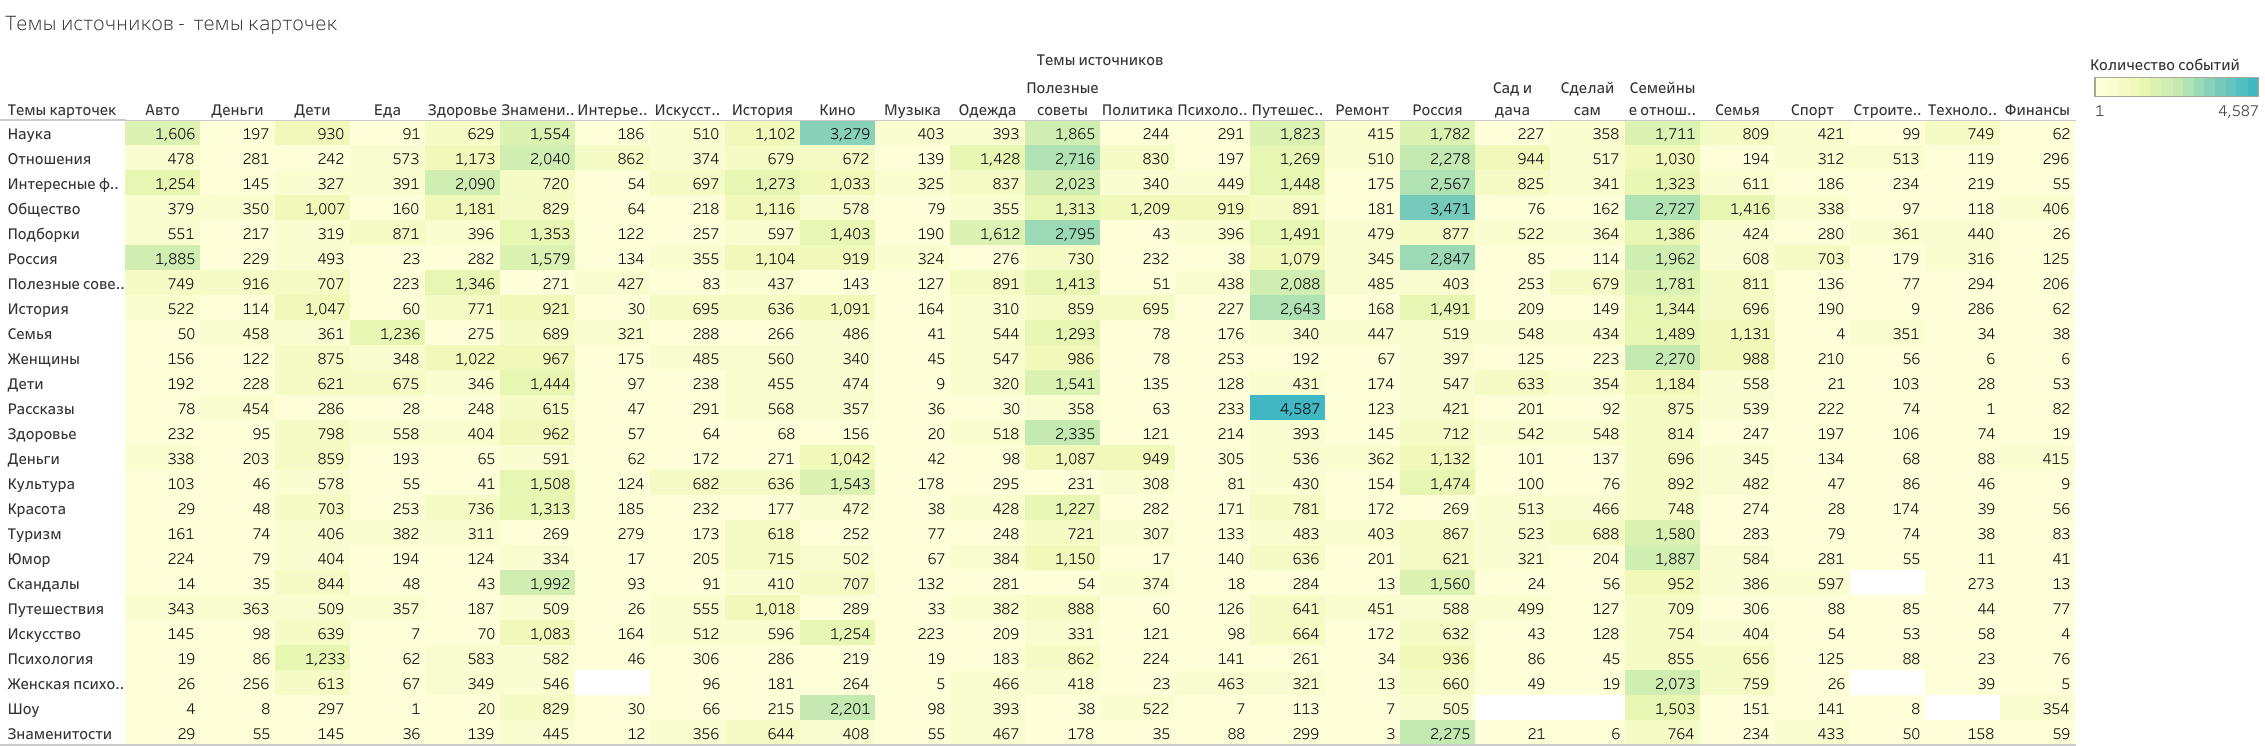 Темы источников - темы карточек
Темы источников
Количество событий
1 4,587
Темы карточек Авто Деньги Дети Еда Здоровье Знамени.. Интерье.. Искусст.. История Кино Музыка Одежда Полезные советы Политика Психоло.. Путешес.. Ремонт Россия Сад и дача Сделай сам Семейны е отнош.. Семья Спорт Строите.. Техноло.. Финансы
Наука 1,606 197 930 91 629 1,554 186 510 1,102 3,279 403 393 1,865 244 291 1,823 415 1,782 227 358 1,711 809 421 99 749 62
Отношения 478 281 242 573 1,173 2,040 862 374 679 672 139 1,428 2,716 830 197 1,269 510 2,278 944 517 1,030 194 312 513 119 296
Интересные ф.. 1,254 145 327 391 2,090 720 54 697 1,273 1,033 325 837 2,023 340 449 1,448 175 2,567 825 341 1,323 611 186 234 219 55
Общество 379 350 1,007 160 1,181 829 64 218 1,116 578 79 355 1,313 1,209 919 891 181 3,471 76 162 2,727 1,416 338 97 118 406
Подборки 551 217 319 871 396 1,353 122 257 597 1,403 190 1,612 2,795 43 396 1,491 479 877 522 364 1,386 424 280 361 440 26
Россия 1,885 229 493 23 282 1,579 134 355 1,104 919 324 276 730 232 38 1,079 345 2,847 85 114 1,962 608 703 179 316 125
Полезные сове.. 749 916 707 223 1,346 271 427 83 437 143 127 891 1,413 51 438 2,088 485 403 253 679 1,781 811 136 77 294 206
История 522 114 1,047 60 771 921 30 695 636 1,091 164 310 859 695 227 2,643 168 1,491 209 149 1,344 696 190 9 286 62
Семья 50 458 361 1,236 275 689 321 288 266 486 41 544 1,293 78 176 340 447 519 548 434 1,489 1,131 4 351 34 38
Женщины 156 122 875 348 1,022 967 175 485 560 340 45 547 986 78 253 192 67 397 125 223 2,270 988 210 56 6 6
Дети 192 228 621 675 346 1,444 97 238 455 474 9 320 1,541 135 128 431 174 547 633 354 1,184 558 21 103 28 53
Рассказы 78 454 286 28 248 615 47 291 568 357 36 30 358 63 233 4,587 123 421 201 92 875 539 222 74 1 82
Здоровье 232 95 798 558 404 962 57 64 68 156 20 518 2,335 121 214 393 145 712 542 548 814 247 197 106 74 19
Деньги 338 203 859 193 65 591 62 172 271 1,042 42 98 1,087 949 305 536 362 1,132 101 137 696 345 134 68 88 415
Культура 103 46 578 55 41 1,508 124 682 636 1,543 178 295 231 308 81 430 154 1,474 100 76 892 482 47 86 46 9
Красота 29 48 703 253 736 1,313 185 232 177 472 38 428 1,227 282 171 781 172 269 513 466 748 274 28 174 39 56
Туризм 161 74 406 382 311 269 279 173 618 252 77 248 721 307 133 483 403 867 523 688 1,580 283 79 74 38 83
Юмор 224 79 404 194 124 334 17 205 715 502 67 384 1,150 17 140 636 201 621 321 204 1,887 584 281 55 11 41
Скандалы 14 35 844 48 43 1,992 93 91 410 707 132 281 54 374 18 284 13 1,560 24 56 952 386 597 273 13
Путешествия 343 363 509 357 187 509 26 555 1,018 289 33 382 888 60 126 641 451 588 499 127 709 306 88 85 44 77
Искусство 145 98 639 7 70 1,083 164 512 596 1,254 223 209 331 121 98 664 172 632 43 128 754 404 54 53 58 4
Психология 19 86 1,233 62 583 582 46 306 286 219 19 183 862 224 141 261 34 936 86 45 855 656 125 88 23 76
Женская психо.. 26 256 613 67 349 546 96 181 264 5 466 418 23 463 321 13 660 49 19 2,073 759 26 39 5
Шоу 4 8 297 1 20 829 30 66 215 2,201 98 393 38 522 7 113 7 505 1,503 151 141 8 354
Знаменитости 29 55 145 36 139 445 12 356 644 408 55 467 178 35 88 299 3 2,275 21 6 764 234 433 50 158 59